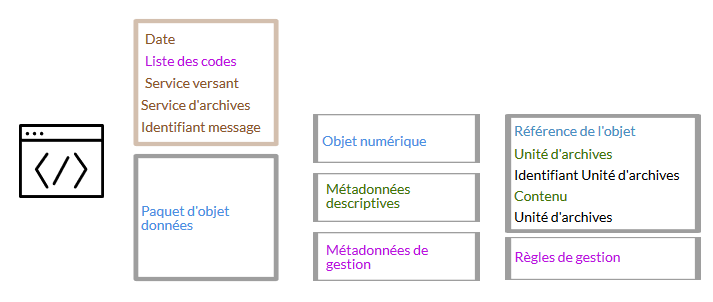 Date
Liste des codes
Service versant
Service d'archives
Identifiant message
Paquet d'objet
données
Objet numérique
Métadonnées
descriptives
Métadonnées de
gestion
Référence de l'objet
Unité d'archives
Identifiant Unité d'archives
Contenu
Unité d'archives
Règles de gestion